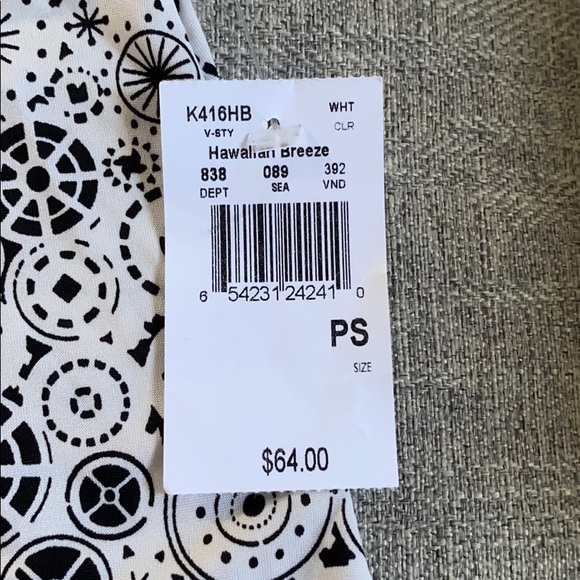 K416HB WHT
V-STY CLR
Hawaiian Breeze
838 089 392
DEPT SEA VND
6 54231 24241 0
PS
SIZE
$64.00